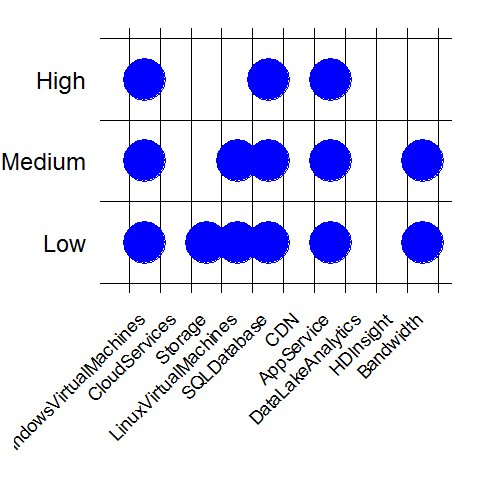 High
Medium
Low
ndowsVirtualMachines
CloudServices
Storage
LinuxVirtualMachines
SQLDatabase
CDN
AppService
DataLakeAnalytics
HDInsight
Bandwidth